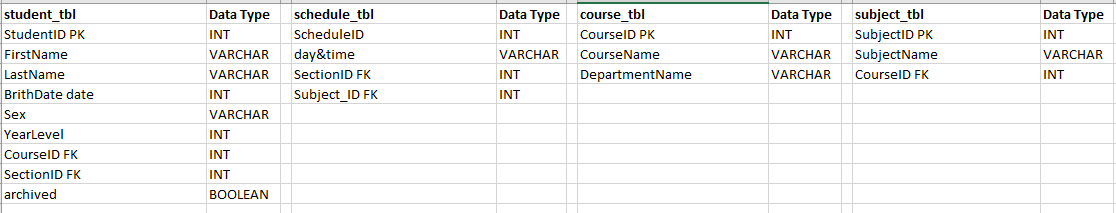 student_tbl Data Type schedule_tbl Data Type course_tbl Data Type subject_tbl Data Type
StudentID PK INT ScheduleID INT CourseID PK INT SubjectID PK INT
FirstName VARCHAR day&time VARCHAR CourseName VARCHAR SubjectName VARCHAR
LastName VARCHAR SectionID FK INT DepartmentName VARCHAR CourseID FK INT
BrithDate date INT Subject_ID FK INT
Sex VARCHAR
YearLevel INT
CourseID FK INT
SectionID FK INT
archived BOOLEAN